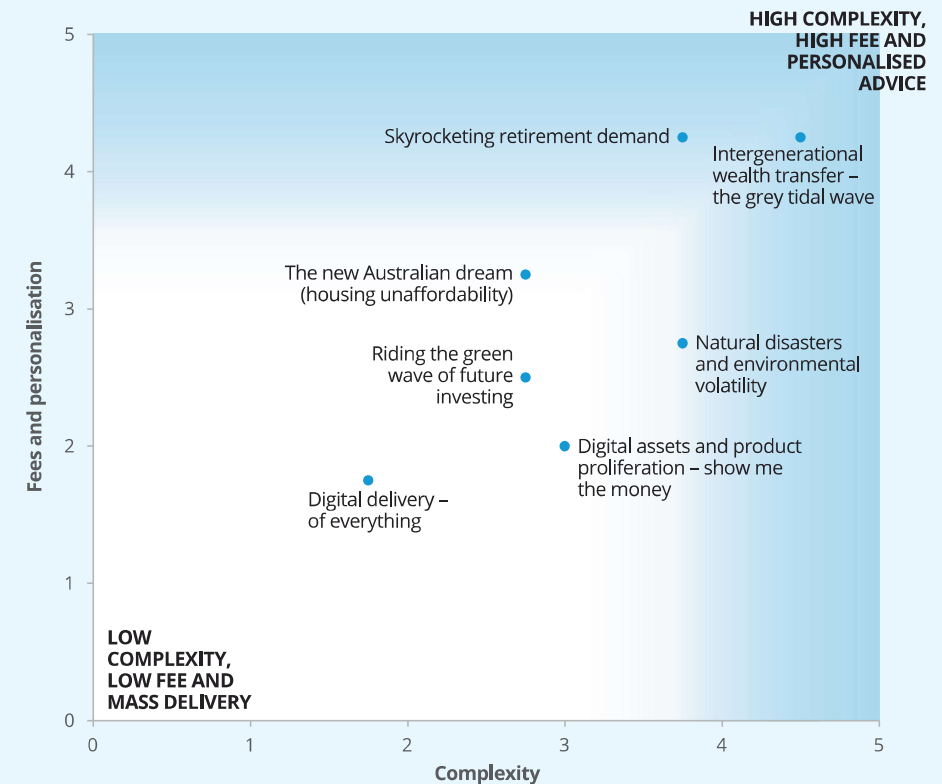 HIGH COMPLEXITY,
HIGH FEE AND
PERSONALISED
ADVICE
5
4
3
2
1
0
Fees and personalisation
Skyrocketing retirement demand
Intergenerational
wealth transfer –
the grey tidal wave
The new Australian dream
(housing unaffordability)
Natural disasters
and environmental
volatility
Riding the green
wave of future
investing
Digital assets and product
proliferation – show me
the money
Digital delivery –
of everything
LOW
COMPLEXITY,
LOW FEE AND
MASS DELIVERY
0
1
2
3
4
5
Complexity